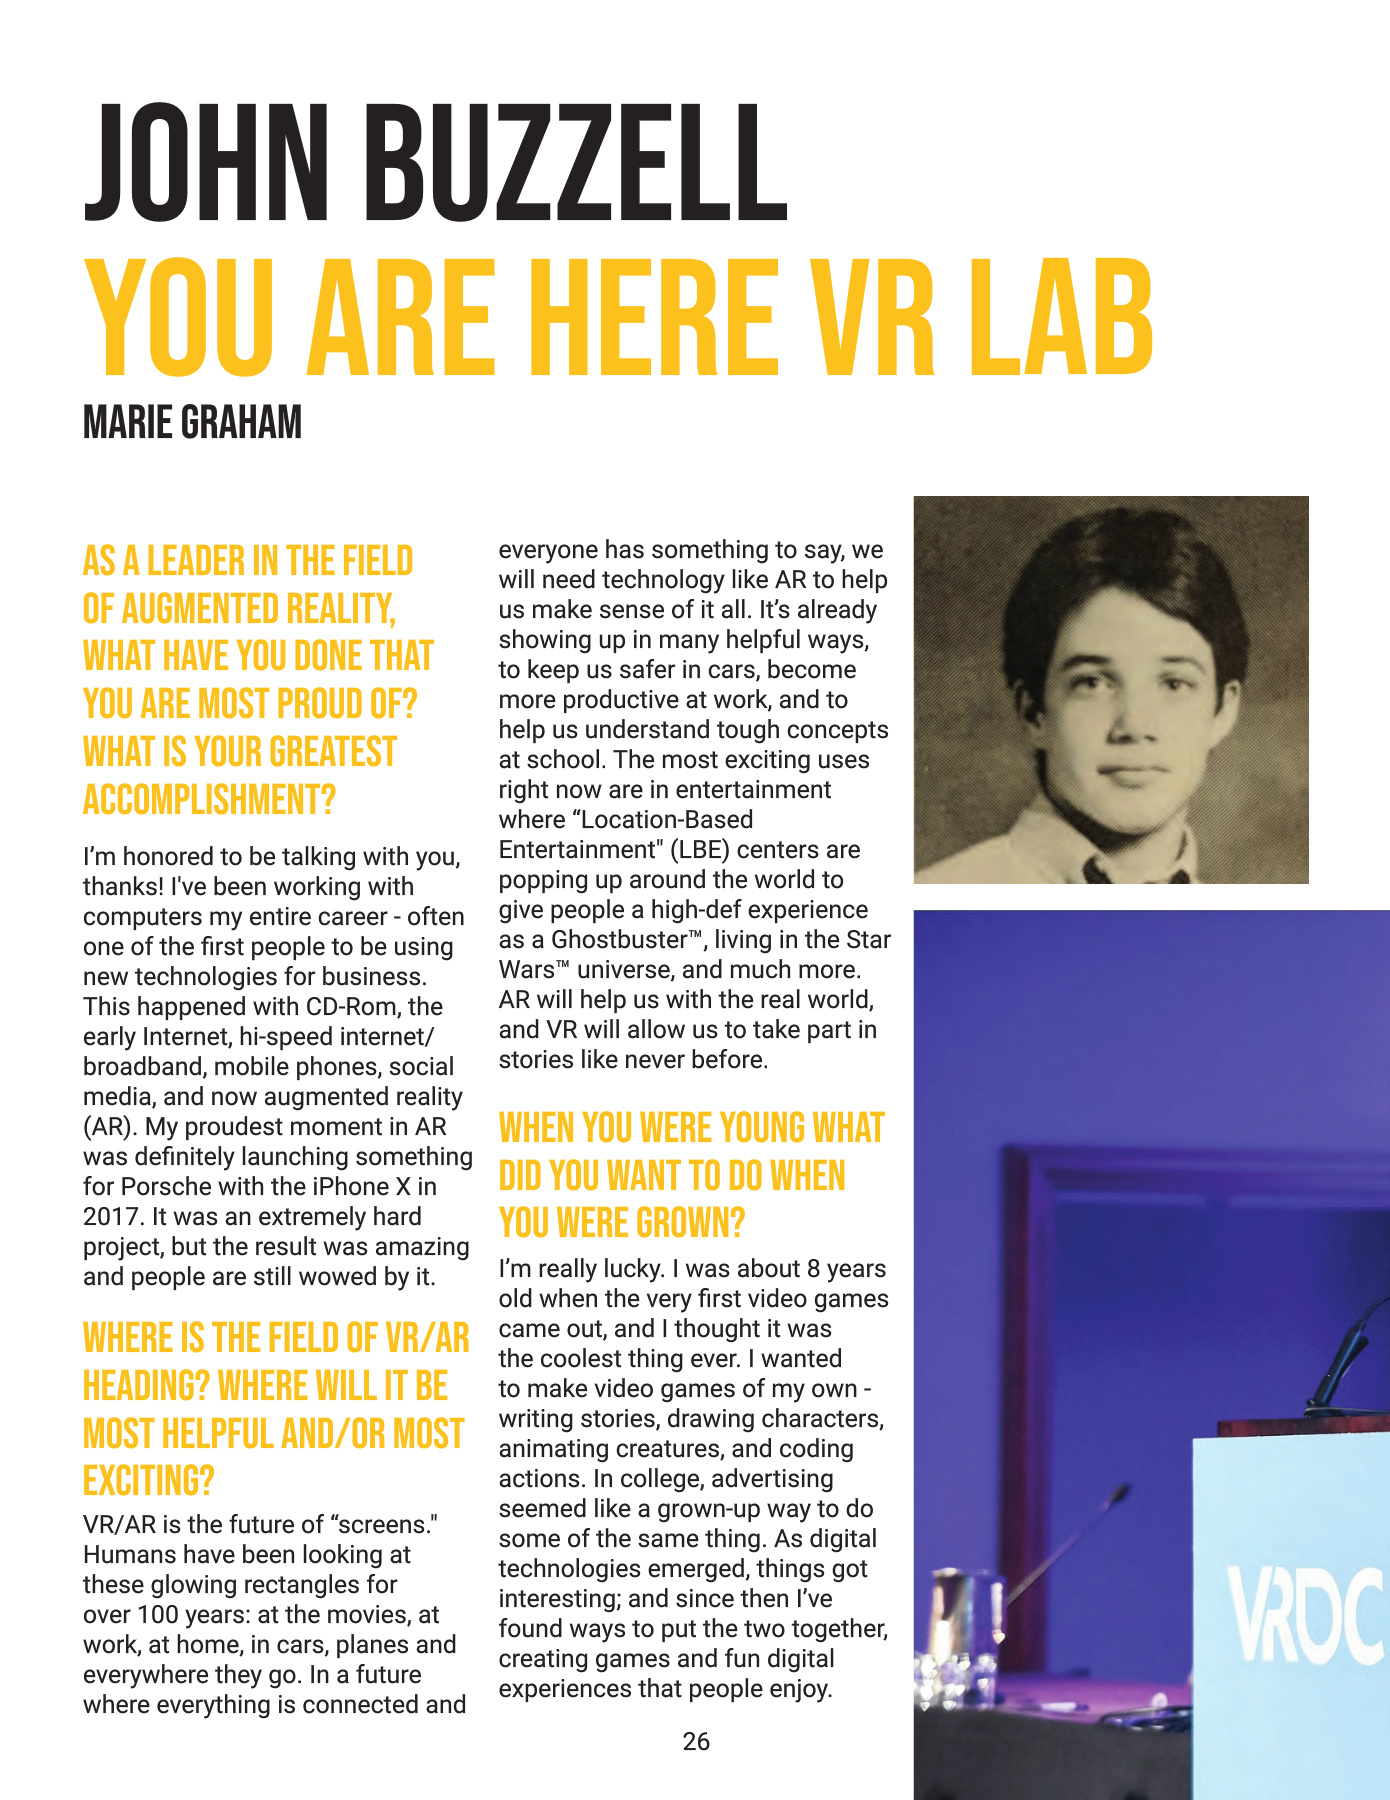 JOHN BUZZELL
YOU ARE HERE VR LAB
MARIE GRAHAM
AS A LEADER IN THE FIELD
OF AUGMENTED REALITY,
WHAT HAVE YOU DONE THAT
YOU ARE MOST PROUD OF?
WHAT IS YOUR GREATEST
ACCOMPLISHMENT?
I’m honored to be talking with you,
thanks! I've been working with
computers my entire career - often
one of the first people to be using
new technologies for business.
This happened with CD-Rom, the
early Internet, hi-speed internet/
broadband, mobile phones, social
media, and now augmented reality
(AR). My proudest moment in AR
was definitely launching something
for Porsche with the iPhone X in
2017. It was an extremely hard
project, but the result was amazing
and people are still wowed by it.
WHERE IS THE FIELD OF VR/AR
HEADING? WHERE WILL IT BE
MOST HELPFUL AND/OR MOST
EXCITING?
VR/AR is the future of “screens."
Humans have been looking at
these glowing rectangles for
over 100 years: at the movies, at
work, at home, in cars, planes and
everywhere they go. In a future
where everything is connected and
everyone has something to say, we
will need technology like AR to help
us make sense of it all. It’s already
showing up in many helpful ways,
to keep us safer in cars, become
more productive at work, and to
help us understand tough concepts
at school. The most exciting uses
right now are in entertainment
where “Location-Based
Entertainment" (LBE) centers are
popping up around the world to
give people a high-def experience
as a Ghostbuster™, living in the Star
Wars™ universe, and much more.
AR will help us with the real world,
and VR will allow us to take part in
stories like never before.
WHEN YOU WERE YOUNG WHAT
DID YOU WANT TO DO WHEN
YOU WERE GROWN?
I’m really lucky. I was about 8 years
old when the very first video games
came out, and I thought it was
the coolest thing ever. I wanted
to make video games of my own -
writing stories, drawing characters,
animating creatures, and coding
actions. In college, advertising
seemed like a grown-up way to do
some of the same thing. As digital
technologies emerged, things got
interesting; and since then I’ve
found ways to put the two together,
creating games and fun digital
experiences that people enjoy.
VRDC
26